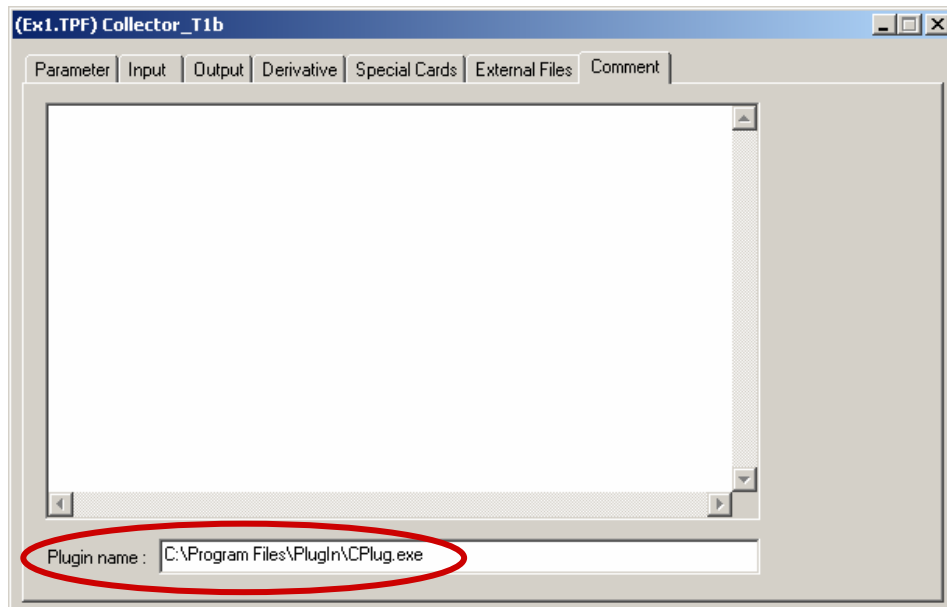 (Ex1.TPF) Collector_T1b
Parameter Input Output Derivative Special Cards External Files Comment
Plugin name : C:\Program Files\PlugIn\CPlug.exe